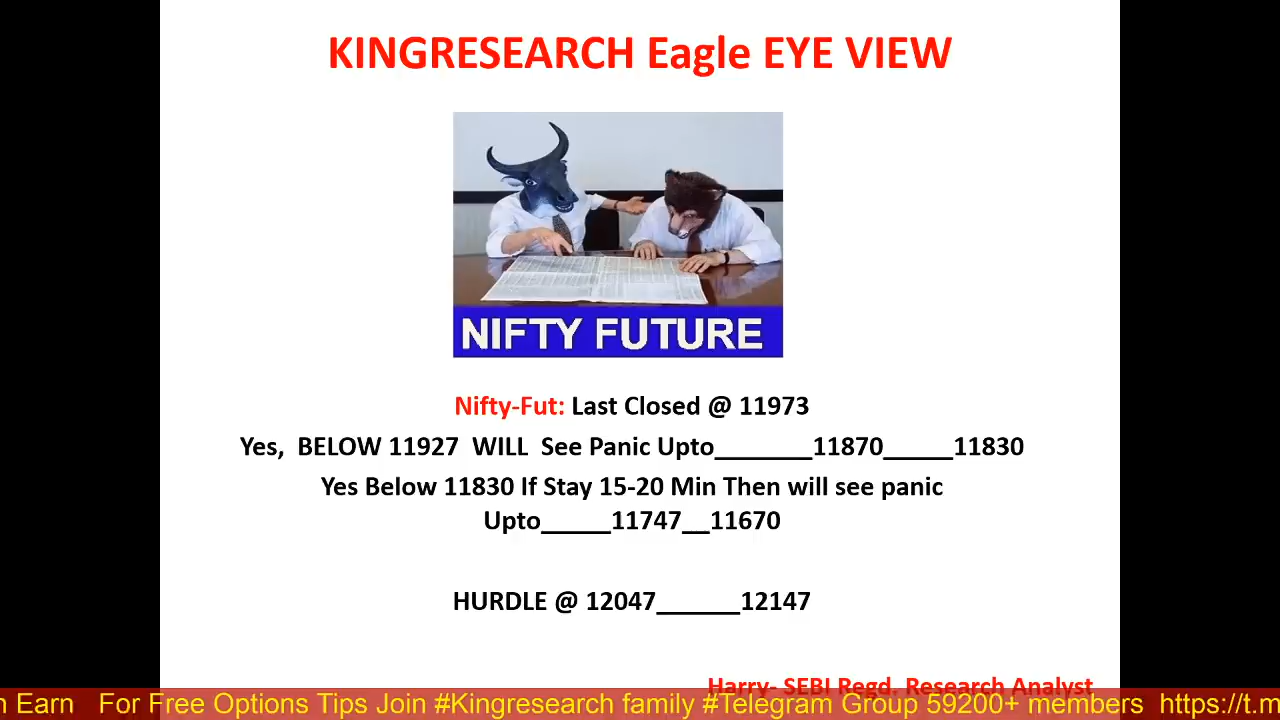 KINGRESEARCH Eagle EYE VIEW
NIFTY FUTURE
Nifty-Fut: Last Closed @ 11973
Yes,  BELOW 11927  WILL  See Panic Upto_______11870_____11830
Yes Below 11830 If Stay 15-20 Min Then will see panic
Upto_____11747__11670
HURDLE @ 12047______12147
Harry- SEBI Regd. Research Analyst
Earn   For Free Options Tips Join #Kingresearch family #Telegram Group 59200+ members  https://t.m